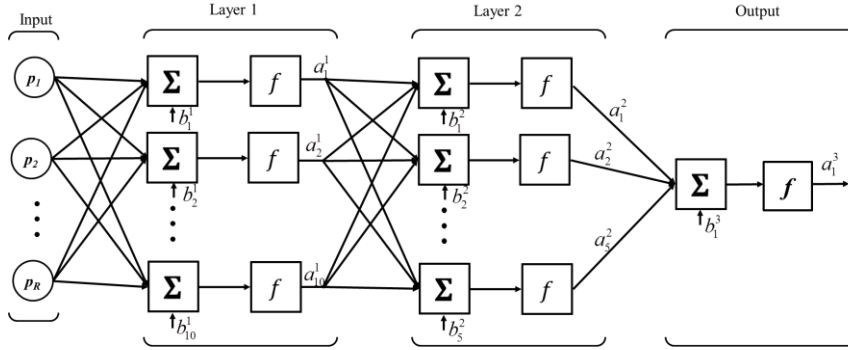 Input Layer 1 Layer 2 Output
p₁ Σ f a₁¹ Σ f
b₁¹ b₁² a₁²
p₂ Σ f a₂¹ Σ f a₂² Σ f a₁³
b₂¹ b₂² b₁³
a₅²
p_R Σ f a₁₀¹ Σ f
b₁₀¹ b₅²